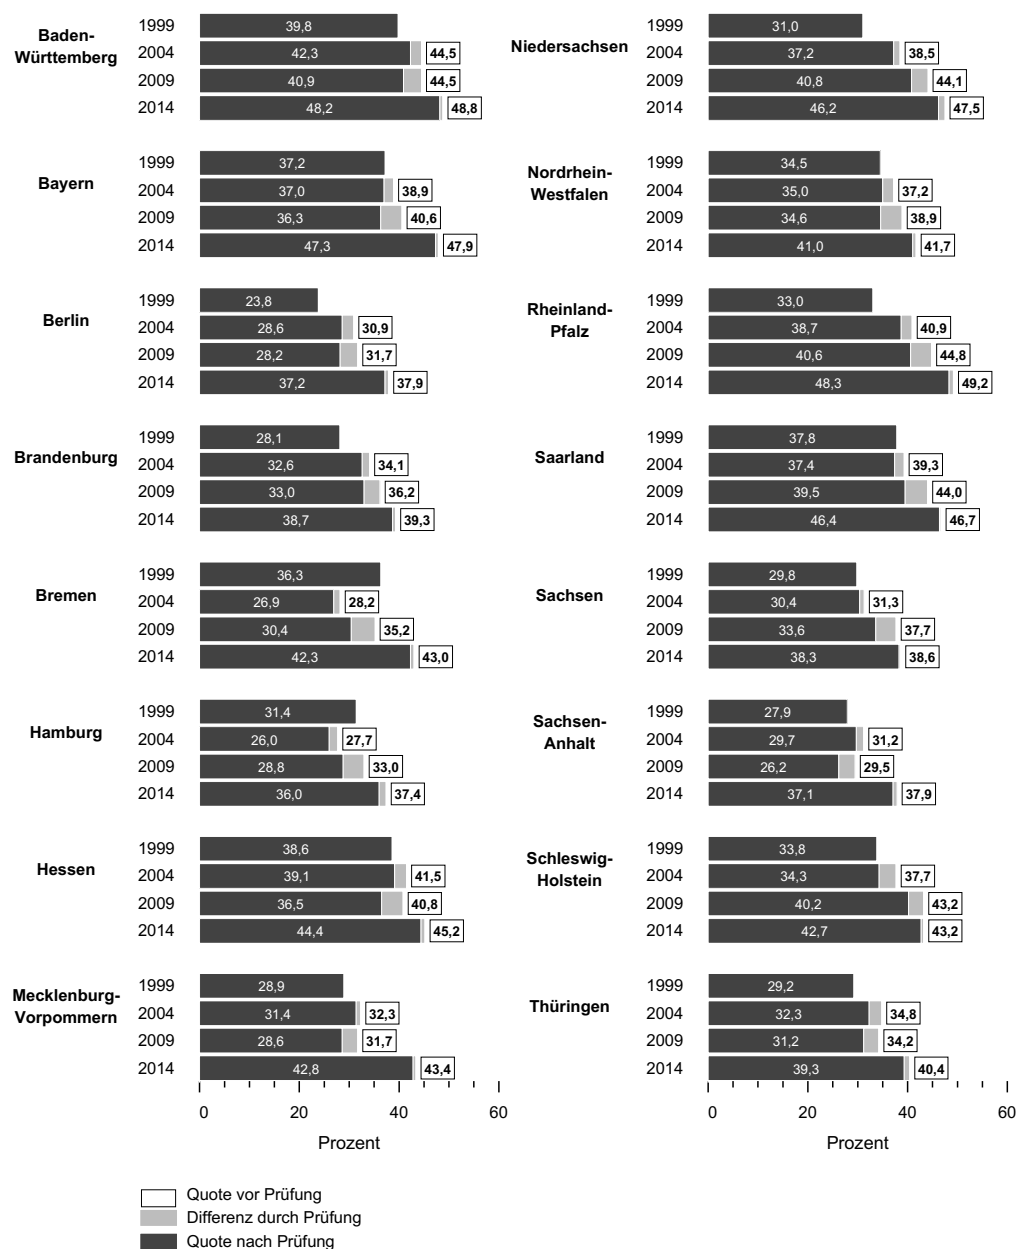 Baden-
Württemberg
1999 39,8
2004 42,3 44,5
2009 40,9 44,5
2014 48,2 48,8
Bayern
1999 37,2
2004 37,0 38,9
2009 36,3 40,6
2014 47,3 47,9
Berlin
1999 23,8
2004 28,6 30,9
2009 28,2 31,7
2014 37,2 37,9
Brandenburg
1999 28,1
2004 32,6 34,1
2009 33,0 36,2
2014 38,7 39,3
Bremen
1999 36,3
2004 26,9 28,2
2009 30,4 35,2
2014 42,3 43,0
Hamburg
1999 31,4
2004 26,0 27,7
2009 28,8 33,0
2014 36,0 37,4
Hessen
1999 38,6
2004 39,1 41,5
2009 36,5 40,8
2014 44,4 45,2
Mecklenburg-
Vorpommern
1999 28,9
2004 31,4 32,3
2009 28,6 31,7
2014 42,8 43,4
0 20 40 60
Prozent
Niedersachsen
1999 31,0
2004 37,2 38,5
2009 40,8 44,1
2014 46,2 47,5
Nordrhein-
Westfalen
1999 34,5
2004 35,0 37,2
2009 34,6 38,9
2014 41,0 41,7
Rheinland-
Pfalz
1999 33,0
2004 38,7 40,9
2009 40,6 44,8
2014 48,3 49,2
Saarland
1999 37,8
2004 37,4 39,3
2009 39,5 44,0
2014 46,4 46,7
Sachsen
1999 29,8
2004 30,4 31,3
2009 33,6 37,7
2014 38,3 38,6
Sachsen-
Anhalt
1999 27,9
2004 29,7 31,2
2009 26,2 29,5
2014 37,1 37,9
Schleswig-
Holstein
1999 33,8
2004 34,3 37,7
2009 40,2 43,2
2014 42,7 43,2
Thüringen
1999 29,2
2004 32,3 34,8
2009 31,2 34,2
2014 39,3 40,4
0 20 40 60
Prozent
Quote vor Prüfung
Differenz durch Prüfung
Quote nach Prüfung